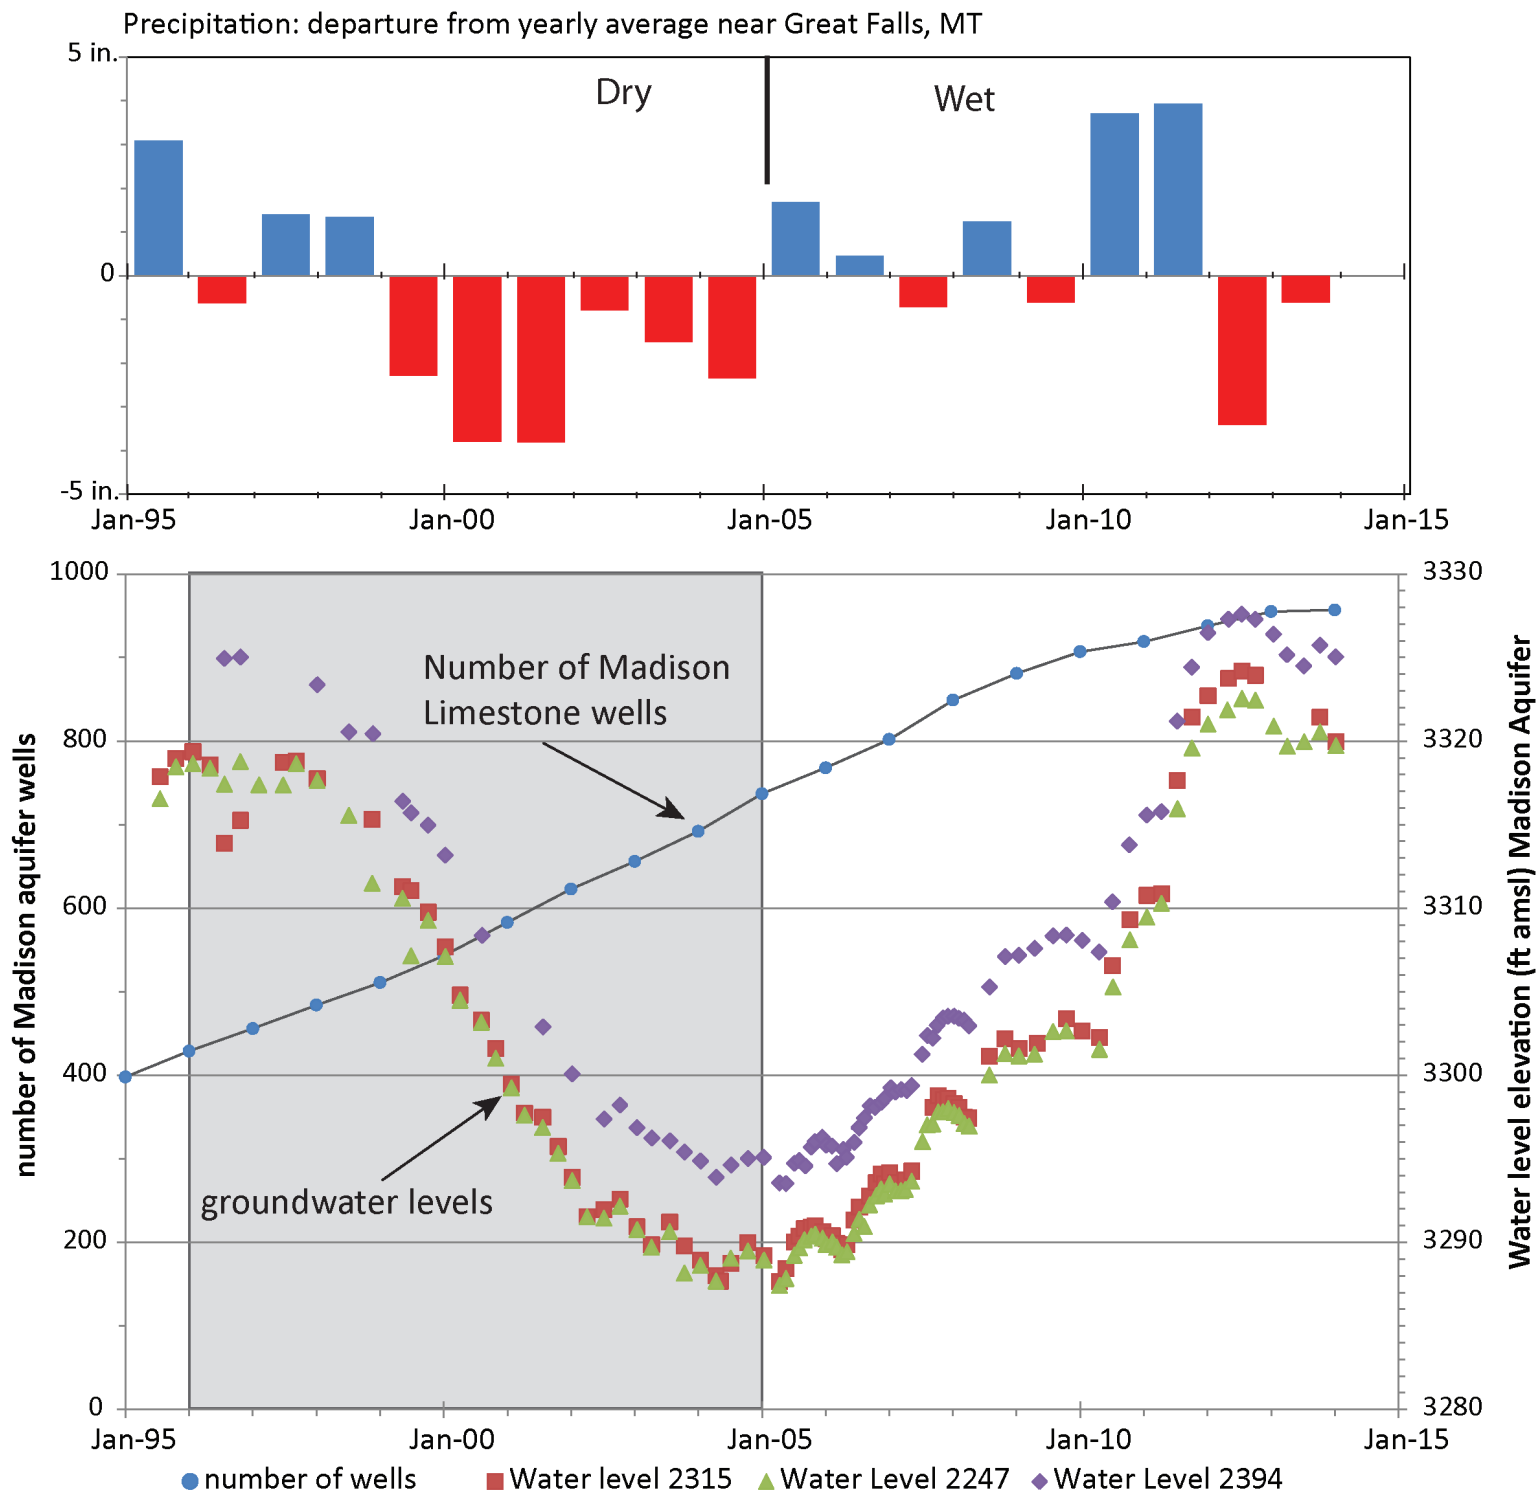 Precipitation: departure from yearly average near Great Falls, MT
5 in.
Dry
Wet
0
-5 in.
Jan-95 Jan-00 Jan-05 Jan-10 Jan-15
1000
3330
Number of Madison
Limestone wells
800
3320
600
3310
400
3300
groundwater levels
200
3290
0
3280
number of Madison aquifer wells
Water level elevation (ft amsl) Madison Aquifer
Jan-95 Jan-00 Jan-05 Jan-10 Jan-15
number of wells Water level 2315 Water Level 2247 Water Level 2394